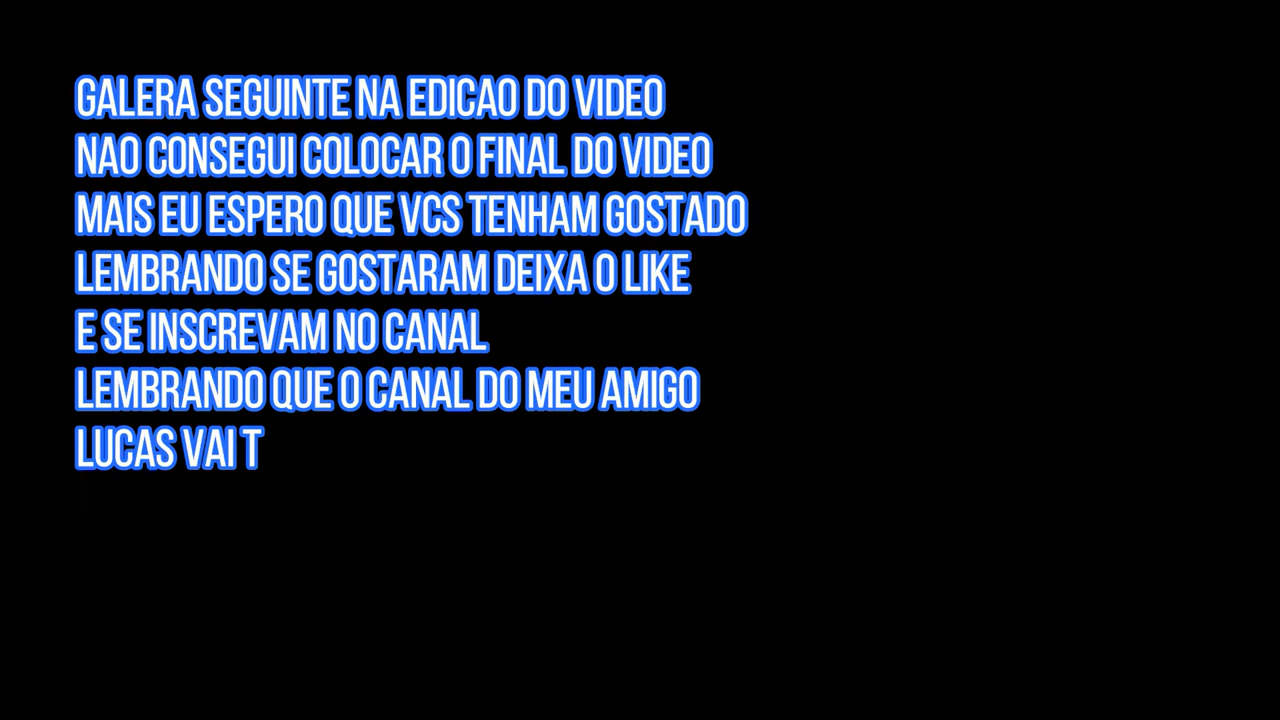 GALERA SEGUINTE NA EDICAO DO VIDEO
NAO CONSEGUI COLOCAR O FINAL DO VIDEO
MAIS EU ESPERO QUE VCS TENHAM GOSTADO
LEMBRANDO SE GOSTARAM DEIXA O LIKE
E SE INSCREVAM NO CANAL
LEMBRANDO QUE O CANAL DO MEU AMIGO
LUCAS VAI T